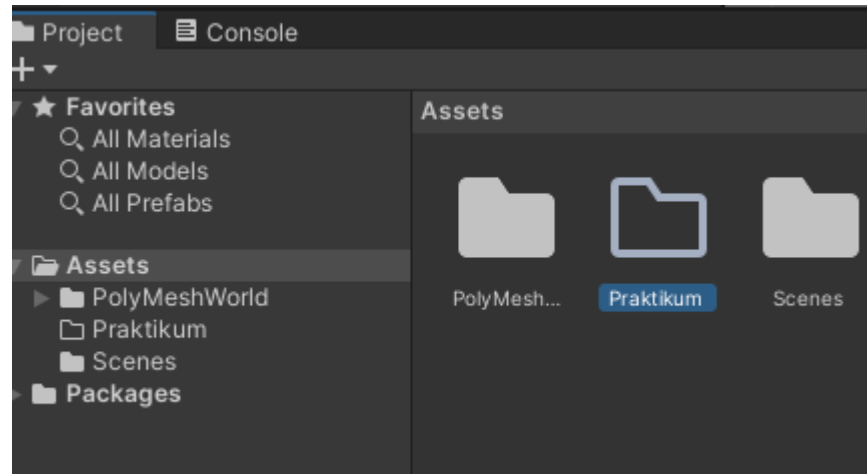 Project
Console
Favorites
All Materials
All Models
All Prefabs
Assets
PolyMeshWorld
Praktikum
Scenes
Packages
Assets
PolyMesh...
Praktikum
Scenes